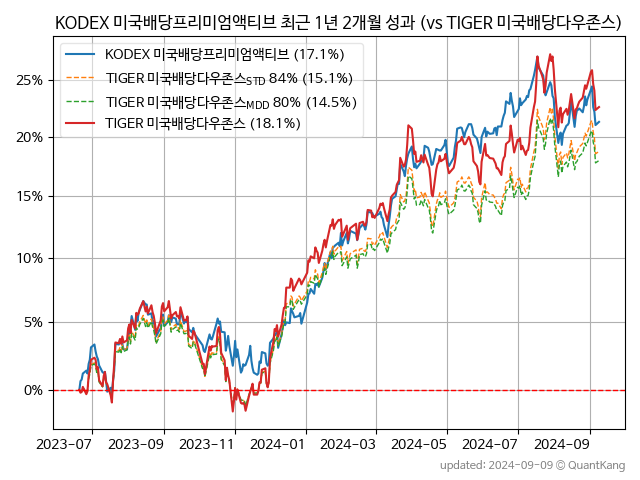 KODEX 미국배당프리미엄액티브 최근 1년 2개월 성과 (vs TIGER 미국배당다우존스)
KODEX 미국배당프리미엄액티브 (17.1%)
TIGER 미국배당다우존스STD 84% (15.1%)
TIGER 미국배당다우존스MDD 80% (14.5%)
TIGER 미국배당다우존스 (18.1%)
25%
20%
15%
10%
5%
0%
2023-07 2023-09 2023-11 2024-01 2024-03 2024-05 2024-07 2024-09
updated: 2024-09-09 © QuantKang